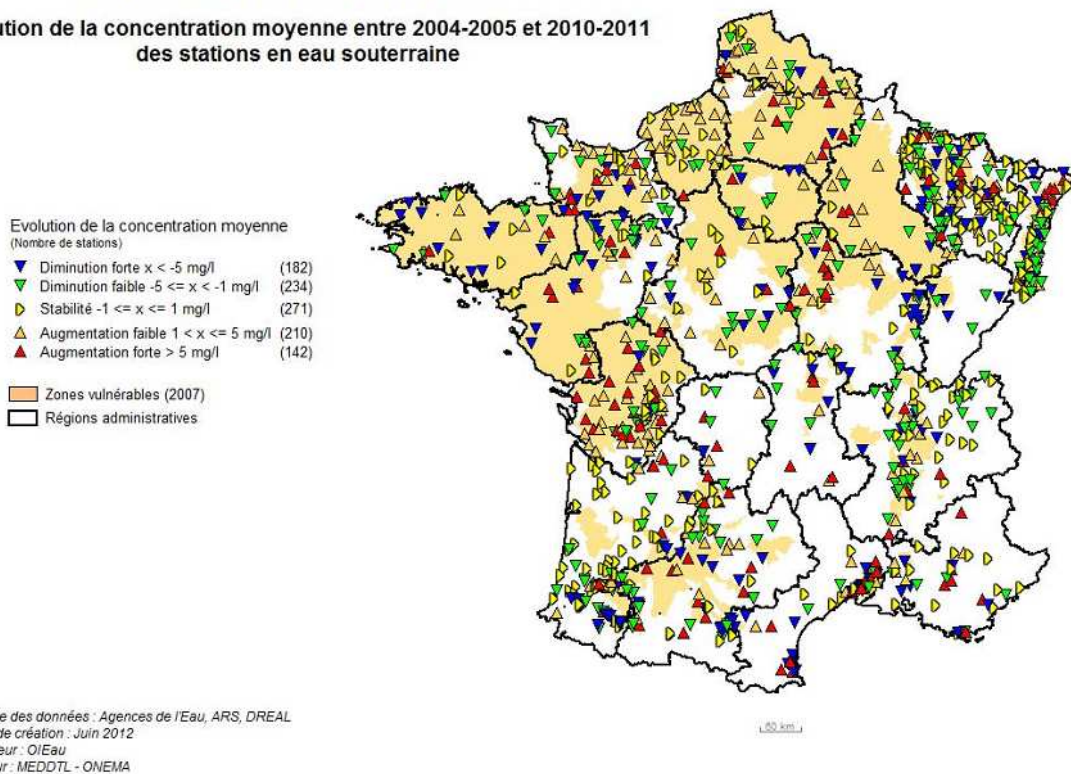 ution de la concentration moyenne entre 2004-2005 et 2010-2011
des stations en eau souterraine
Evolution de la concentration moyenne
(Nombre de stations)
Diminution forte x < -5 mg/l (182)
Diminution faible -5 <= x < -1 mg/l (234)
Stabilité -1 <= x <= 1 mg/l (271)
Augmentation faible 1 < x <= 5 mg/l (210)
Augmentation forte > 5 mg/l (142)
Zones vulnérables (2007)
Régions administratives
e des données : Agences de l'Eau, ARS, DREAL
de création : Juin 2012
eur : OIEau
ur : MEDDTL - ONEMA
60 km